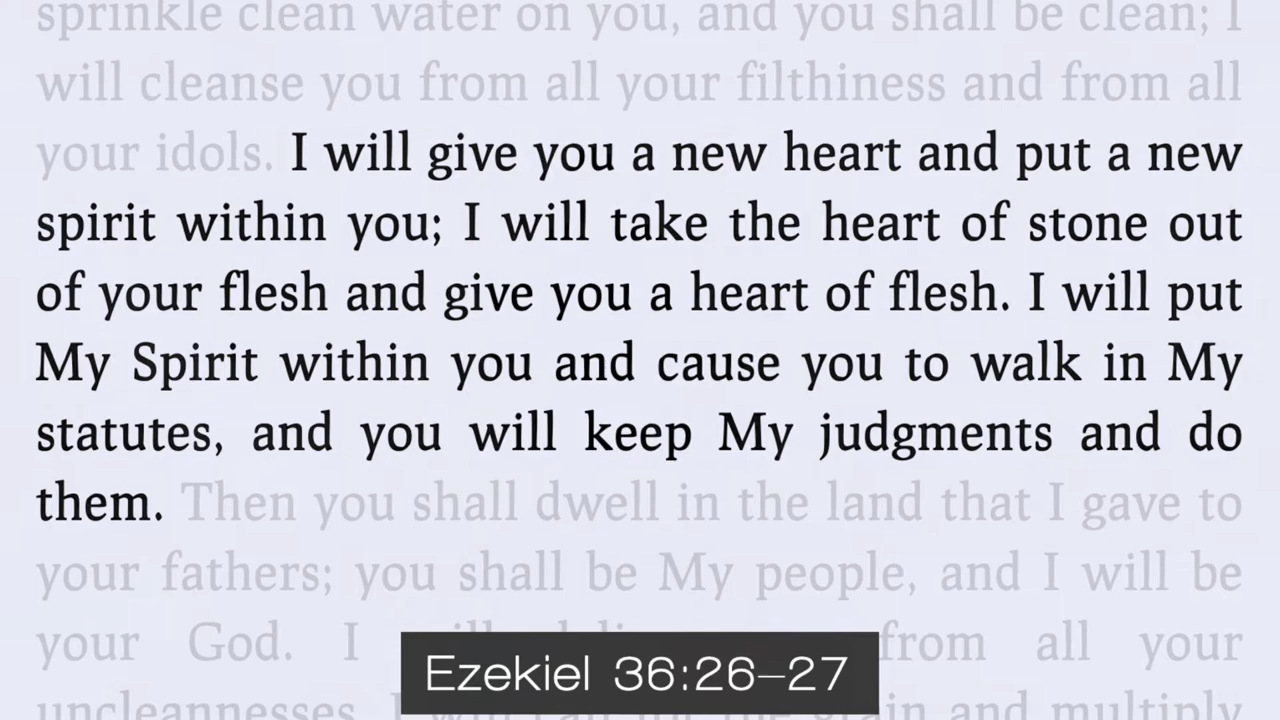 sprinkle clean water on you, and you shall be clean; I
will cleanse you from all your filthiness and from all
your idols. I will give you a new heart and put a new
spirit within you; I will take the heart of stone out
of your flesh and give you a heart of flesh. I will put
My Spirit within you and cause you to walk in My
statutes, and you will keep My judgments and do
them. Then you shall dwell in the land that I gave to
your fathers; you shall be My people, and I will be
your God. I from all your
uncleannesses. I and multiply
Ezekiel 36:26–27